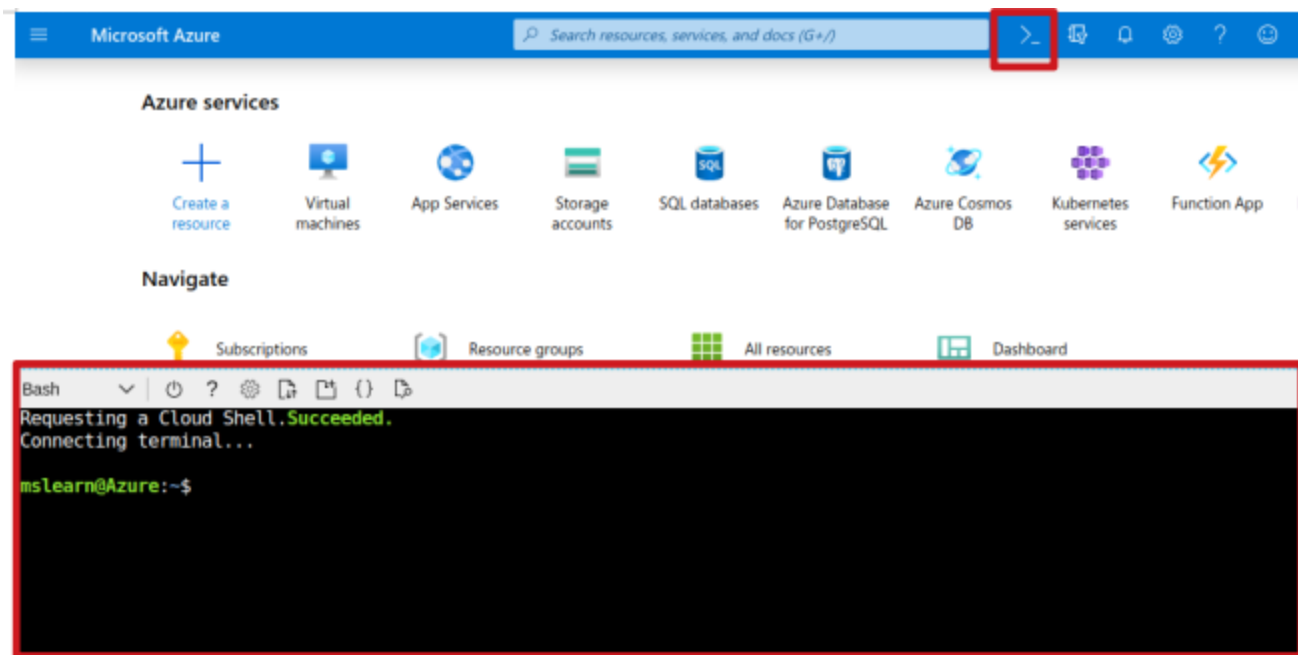 Microsoft Azure
Search resources, services, and docs (G+/)
>_
?
Azure services
Create a
resource
Virtual
machines
App Services
Storage
accounts
SQL
SQL databases
Azure Database
for PostgreSQL
Azure Cosmos
DB
Kubernetes
services
Function App
Navigate
Subscriptions
Resource groups
All resources
Dashboard
Bash
?
{}
Requesting a Cloud Shell.Succeeded.
Connecting terminal...
mslearn@Azure:~$